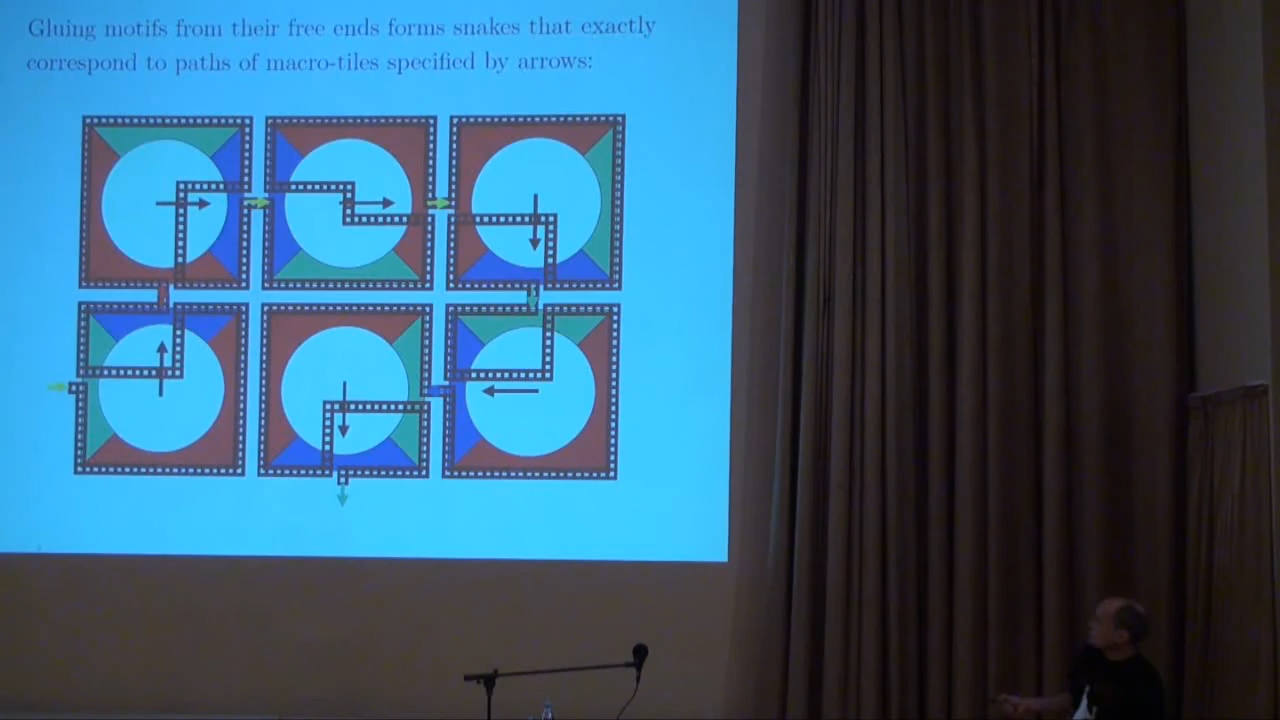 Gluing motifs from their free ends forms snakes that exactly
correspond to paths of macro-tiles specified by arrows: